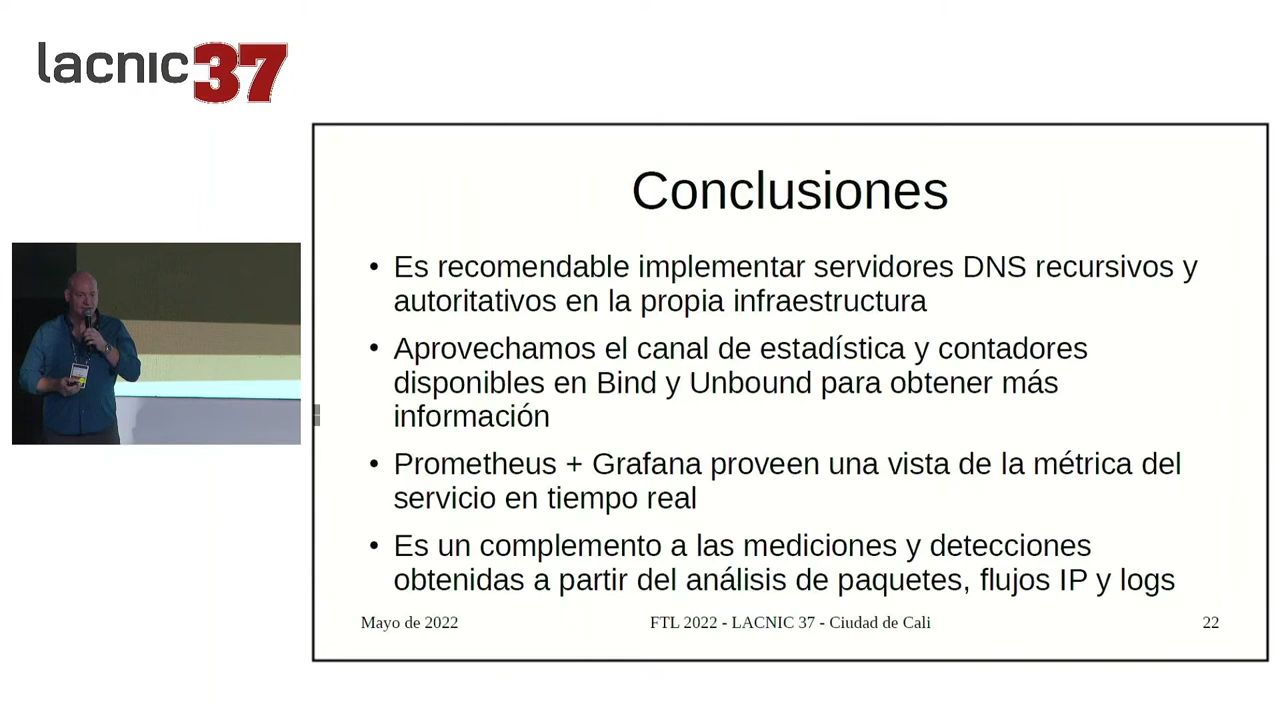 lacnic37
Conclusiones
• Es recomendable implementar servidores DNS recursivos y
autoritativos en la propia infraestructura
• Aprovechamos el canal de estadística y contadores
disponibles en Bind y Unbound para obtener más
información
• Prometheus + Grafana proveen una vista de la métrica del
servicio en tiempo real
• Es un complemento a las mediciones y detecciones
obtenidas a partir del análisis de paquetes, flujos IP y logs
Mayo de 2022 FTL 2022 - LACNIC 37 - Ciudad de Cali 22